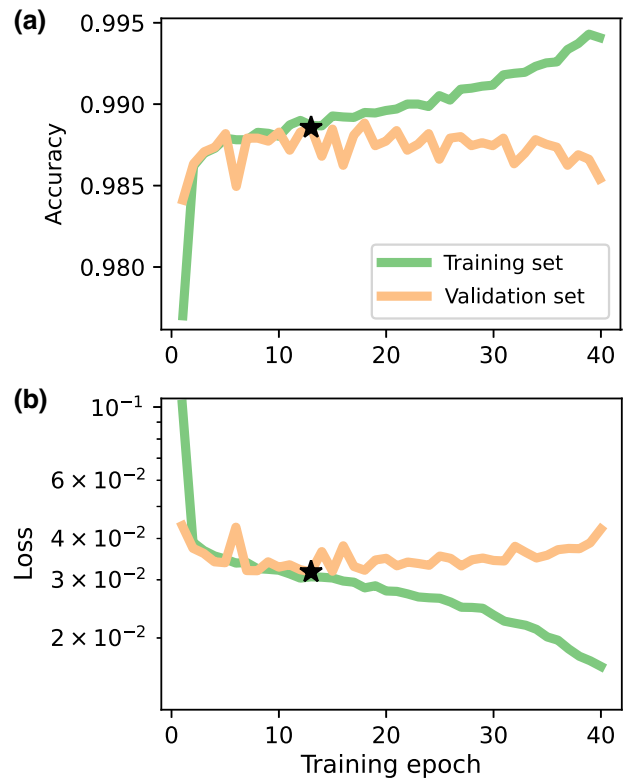 (a)
0.995
0.990
0.985
0.980
Accuracy
Training set
Validation set
0 10 20 30 40
(b)
10⁻¹
6 × 10⁻²
4 × 10⁻²
3 × 10⁻²
2 × 10⁻²
Loss
0 10 20 30 40
Training epoch